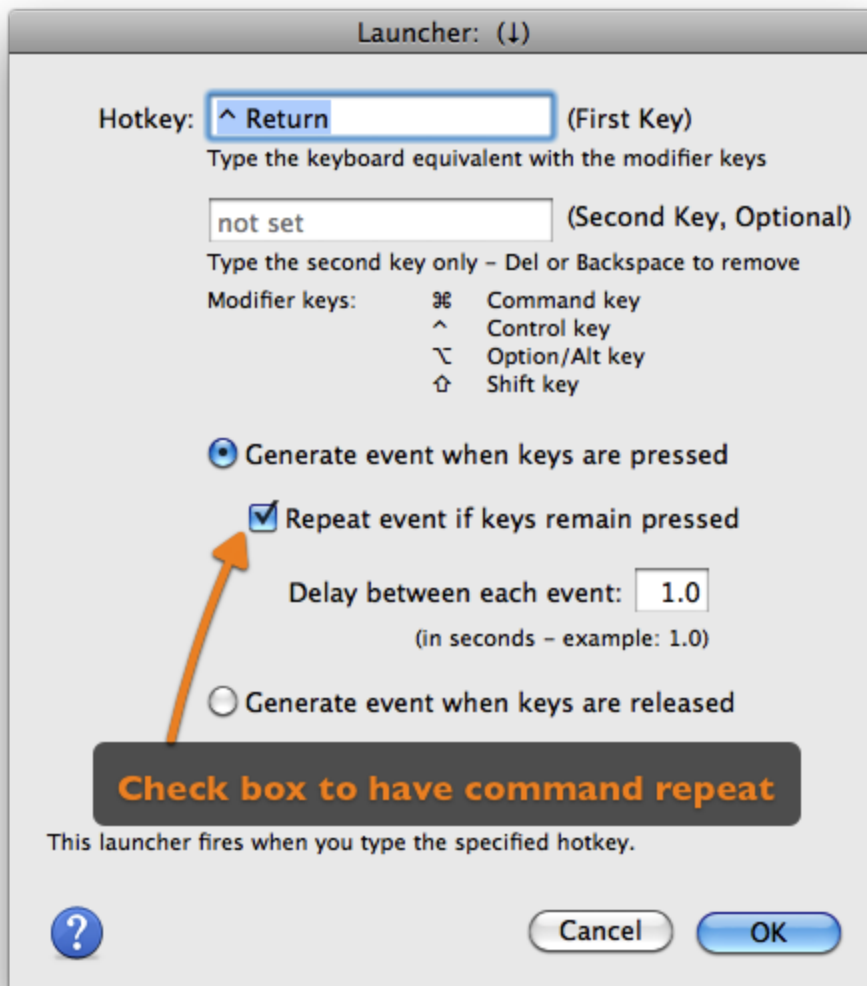 Launcher: (↓)
Hotkey: ^ Return (First Key)
Type the keyboard equivalent with the modifier keys
not set (Second Key, Optional)
Type the second key only – Del or Backspace to remove
Modifier keys: ⌘ Command key
^ Control key
⌥ Option/Alt key
⇧ Shift key
Generate event when keys are pressed
Repeat event if keys remain pressed
Delay between each event: 1.0
(in seconds – example: 1.0)
Generate event when keys are released
Check box to have command repeat
This launcher fires when you type the specified hotkey.
? Cancel OK